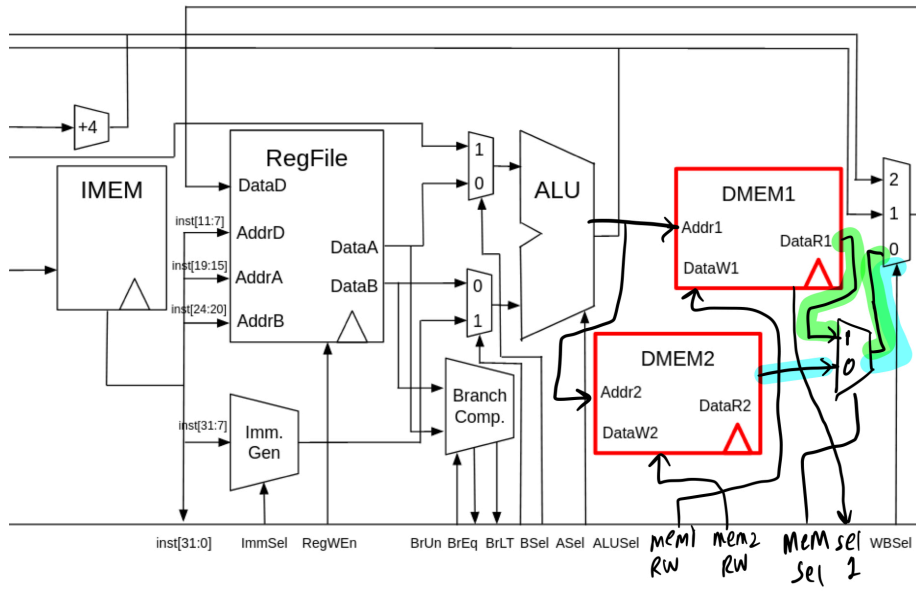 +4
IMEM
RegFile
DataD
inst[11:7]
AddrD
inst[19:15]
AddrA
inst[24:20]
AddrB
DataA
DataB
inst[31:7]
Imm.
Gen
1
0
0
1
ALU
Branch
Comp.
DMEM1
Addr1
DataR1
DataW1
DMEM2
Addr2
DataR2
DataW2
1
0
2
1
0
inst[31:0]
ImmSel
RegWEn
BrUn
BrEq
BrLT
BSel
ASel
ALUSel
mem1
RW
mem2
RW
Mem
Sel
sel
1
WBSel